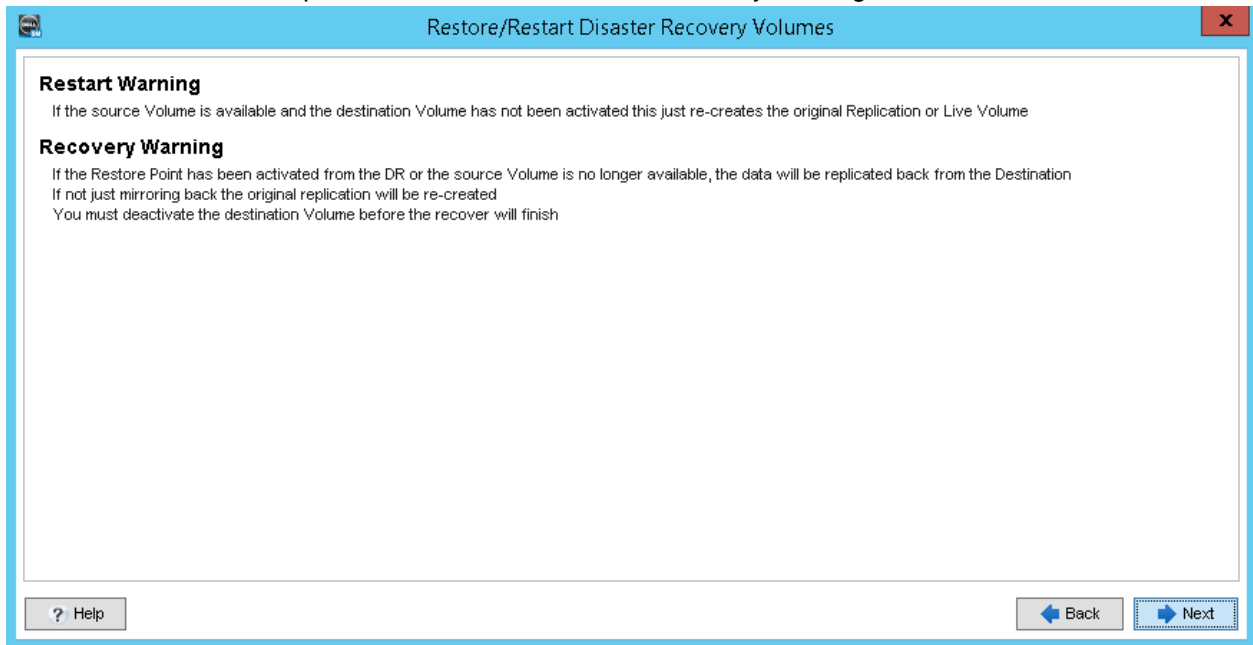 Restore/Restart Disaster Recovery Volumes
x
Restart Warning
If the source Volume is available and the destination Volume has not been activated this just re-creates the original Replication or Live Volume
Recovery Warning
If the Restore Point has been activated from the DR or the source Volume is no longer available, the data will be replicated back from the Destination
If not just mirroring back the original replication will be re-created
You must deactivate the destination Volume before the recover will finish
? Help
Back
Next